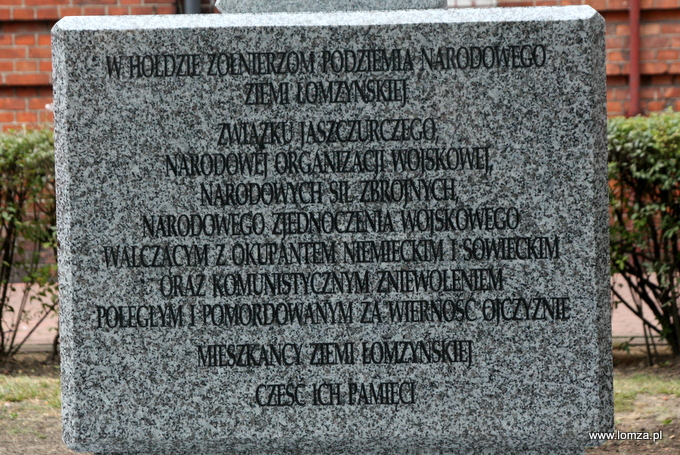 W HOŁDZIE ŻOŁNIERZOM PODZIEMIA NARODOWEGO
ZIEMI ŁOMŻYŃSKIEJ
ZWIĄZKU JASZCZURCZEGO,
NARODOWEJ ORGANIZACJI WOJSKOWEJ,
NARODOWYCH SIŁ ZBROJNYCH,
NARODOWEGO ZJEDNOCZENIA WOJSKOWEGO
WALCZĄCYM Z OKUPANTEM NIEMIECKIM I SOWIECKIM
ORAZ KOMUNISTYCZNYM ZNIEWOLENIEM
POLEGŁYM I POMORDOWANYM ZA WIERNOŚĆ OJCZYŹNIE
MIESZKAŃCY ZIEMI ŁOMŻYŃSKIEJ
CZEŚĆ ICH PAMIĘCI
www.lomza.pl